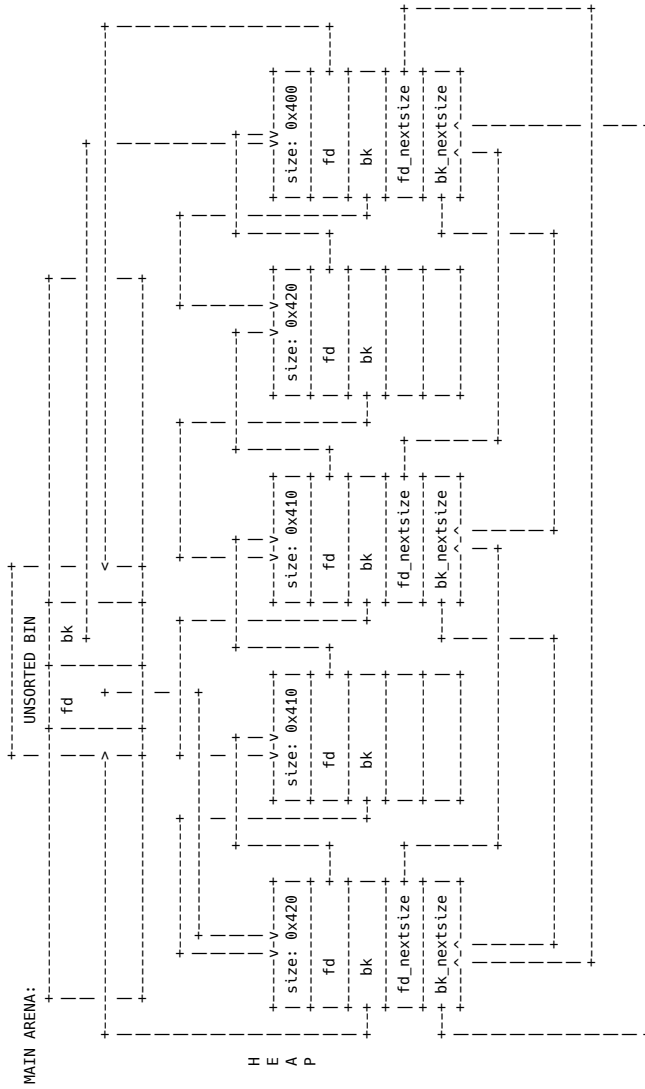 MAIN ARENA:
UNSORTED BIN
fd
bk
H
E
A
P
size: 0x420
fd
bk
fd_nextsize
bk_nextsize
size: 0x410
fd
bk
size: 0x410
fd
bk
fd_nextsize
bk_nextsize
size: 0x420
fd
bk
size: 0x400
fd
bk
fd_nextsize
bk_nextsize